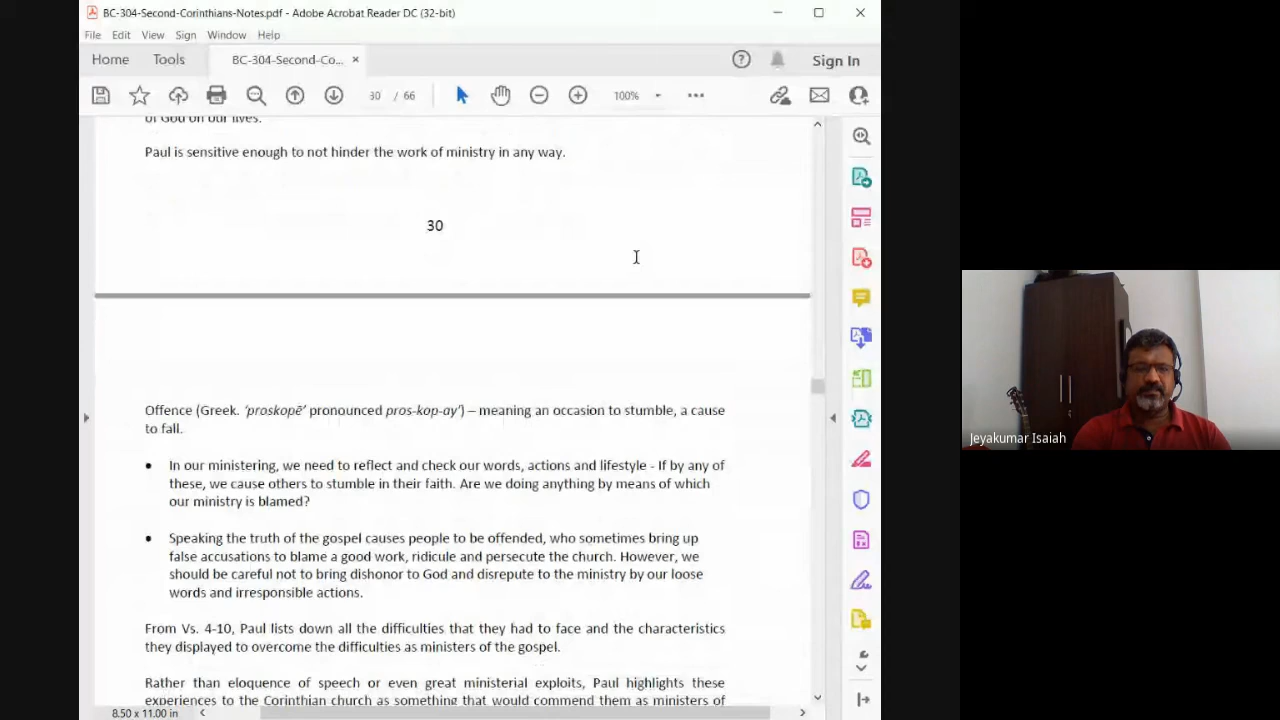 BC-304-Second-Corinthians-Notes.pdf - Adobe Acrobat Reader DC (32-bit)
File Edit View Sign Window Help
Home Tools BC-304-Second-Co... × Sign In
30 / 66 100%
of God on our lives.
Paul is sensitive enough to not hinder the work of ministry in any way.
30
Offence (Greek. 'proskopē' pronounced pros-kop-ay') – meaning an occasion to stumble, a cause
to fall.
• In our ministering, we need to reflect and check our words, actions and lifestyle - If by any of
these, we cause others to stumble in their faith. Are we doing anything by means of which
our ministry is blamed?
• Speaking the truth of the gospel causes people to be offended, who sometimes bring up
false accusations to blame a good work, ridicule and persecute the church. However, we
should be careful not to bring dishonor to God and disrepute to the ministry by our loose
words and irresponsible actions.
From Vs. 4-10, Paul lists down all the difficulties that they had to face and the characteristics
they displayed to overcome the difficulties as ministers of the gospel.
Rather than eloquence of speech or even great ministerial exploits, Paul highlights these
experiences to the Corinthian church as something that would commend them as ministers of
8.50 x 11.00 in
Jeyakumar Isaiah